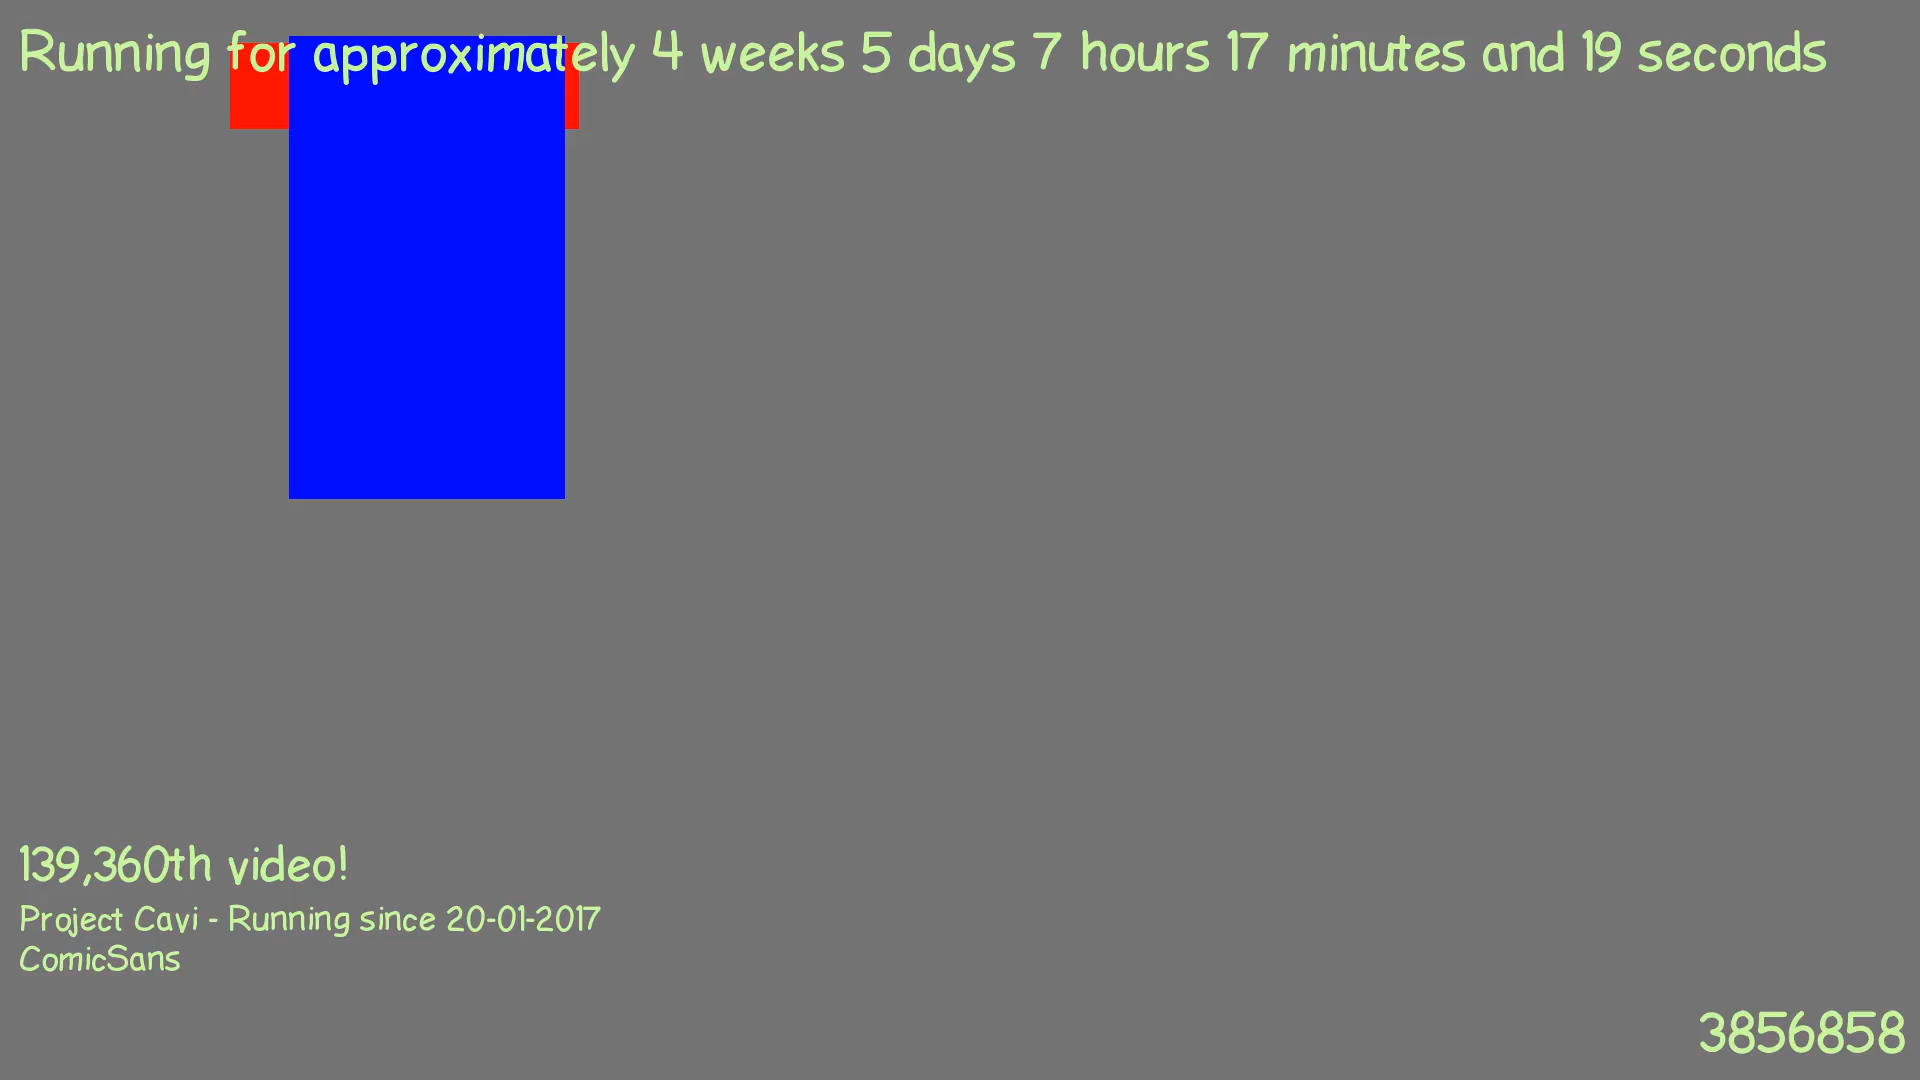 Running for approximately 4 weeks 5 days 7 hours 17 minutes and 19 seconds
139,360th video!
Project Cavi - Running since 20-01-2017
ComicSans
3856858